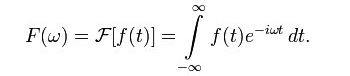 F(ω) = ℱ[f(t)] = ∫_{−∞}^{∞} f(t)e^{−iωt} dt.